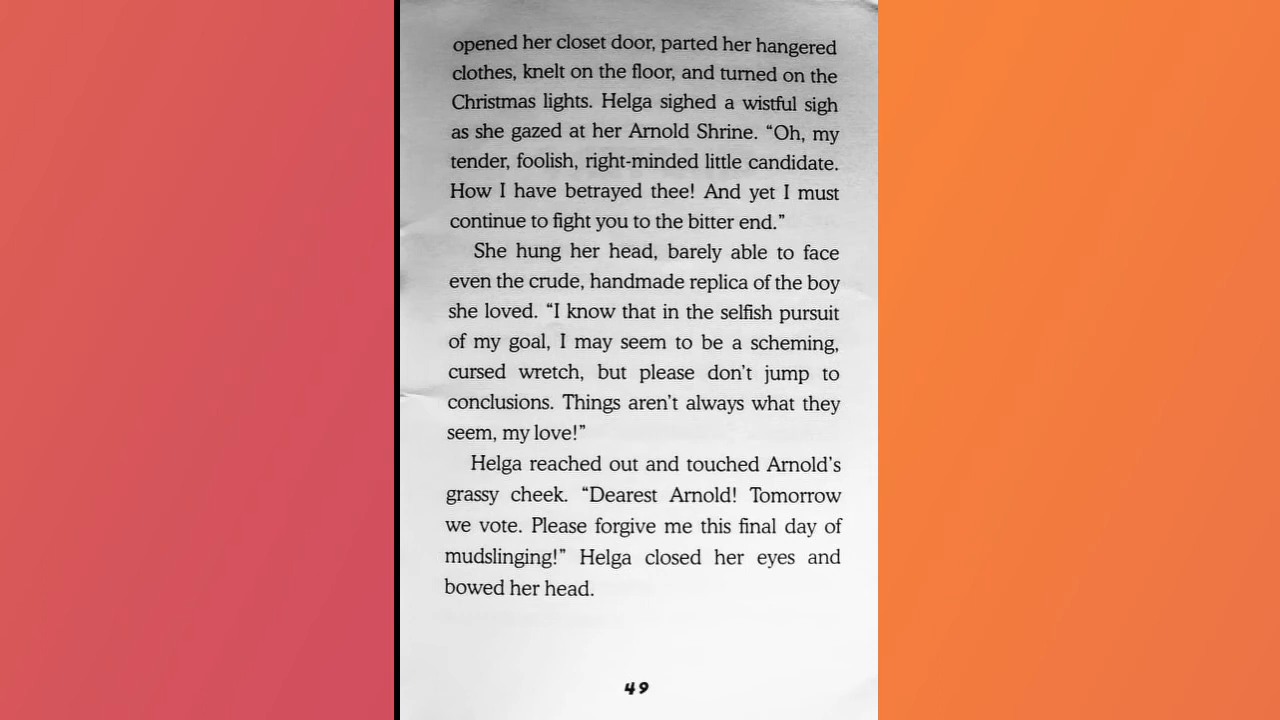 opened her closet door, parted her hangered
clothes, knelt on the floor, and turned on the
Christmas lights. Helga sighed a wistful sigh
as she gazed at her Arnold Shrine. “Oh, my
tender, foolish, right-minded little candidate.
How I have betrayed thee! And yet I must
continue to fight you to the bitter end.”
She hung her head, barely able to face
even the crude, handmade replica of the boy
she loved. “I know that in the selfish pursuit
of my goal, I may seem to be a scheming,
cursed wretch, but please don’t jump to
conclusions. Things aren’t always what they
seem, my love!”
Helga reached out and touched Arnold’s
grassy cheek. “Dearest Arnold! Tomorrow
we vote. Please forgive me this final day of
mudslinging!” Helga closed her eyes and
bowed her head.
49